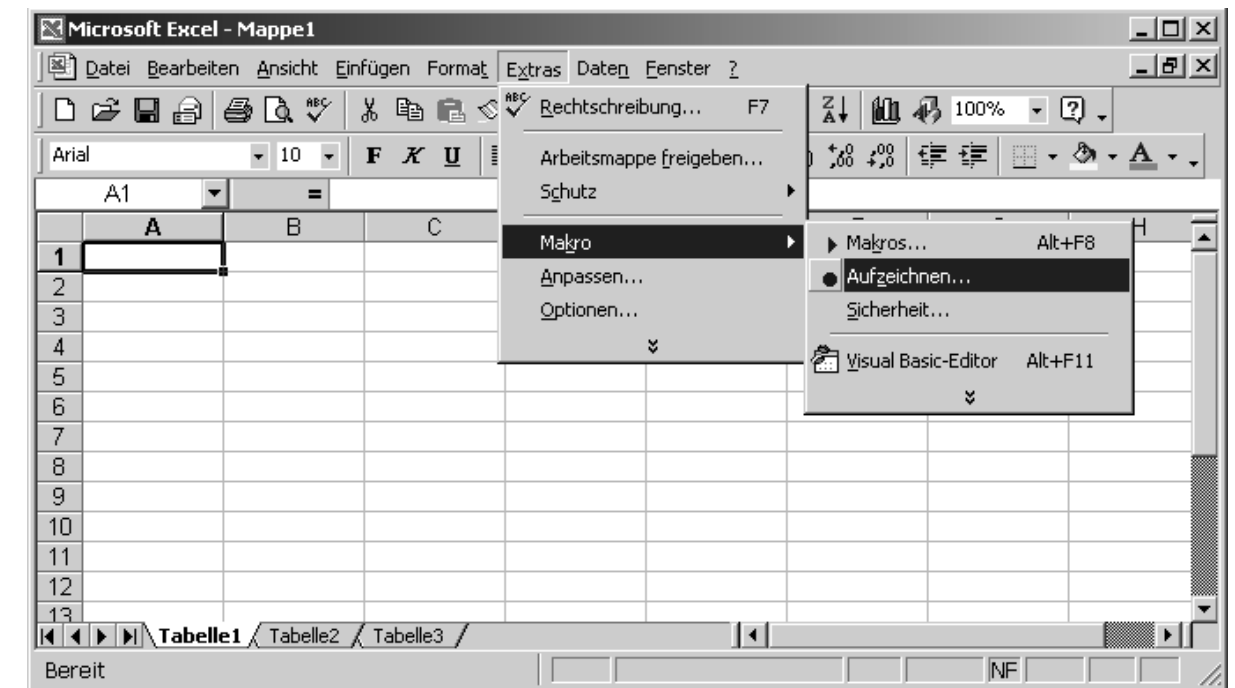 Microsoft Excel - Mappe1
Datei Bearbeiten Ansicht Einfügen Format Extras Daten Fenster ?
ABC ABC Rechtschreibung... F7 Z A 100% ?
Arial 10 F K U Arbeitsmappe freigeben... A
A1 = Schutz
A B C H
Makro Makros... Alt+F8
Anpassen... Aufzeichnen...
Optionen... Sicherheit...
Visual Basic-Editor Alt+F11
1
2
3
4
5
6
7
8
9
10
11
12
13
Tabelle1 Tabelle2 Tabelle3
Bereit NF